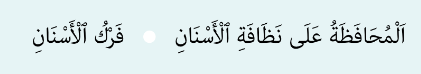 اَلْمُحَافَظَةُ عَلَى نَظَافَةِ ٱلْأَسْنَانِ فَرْكُ ٱلْأَسْنَانِ